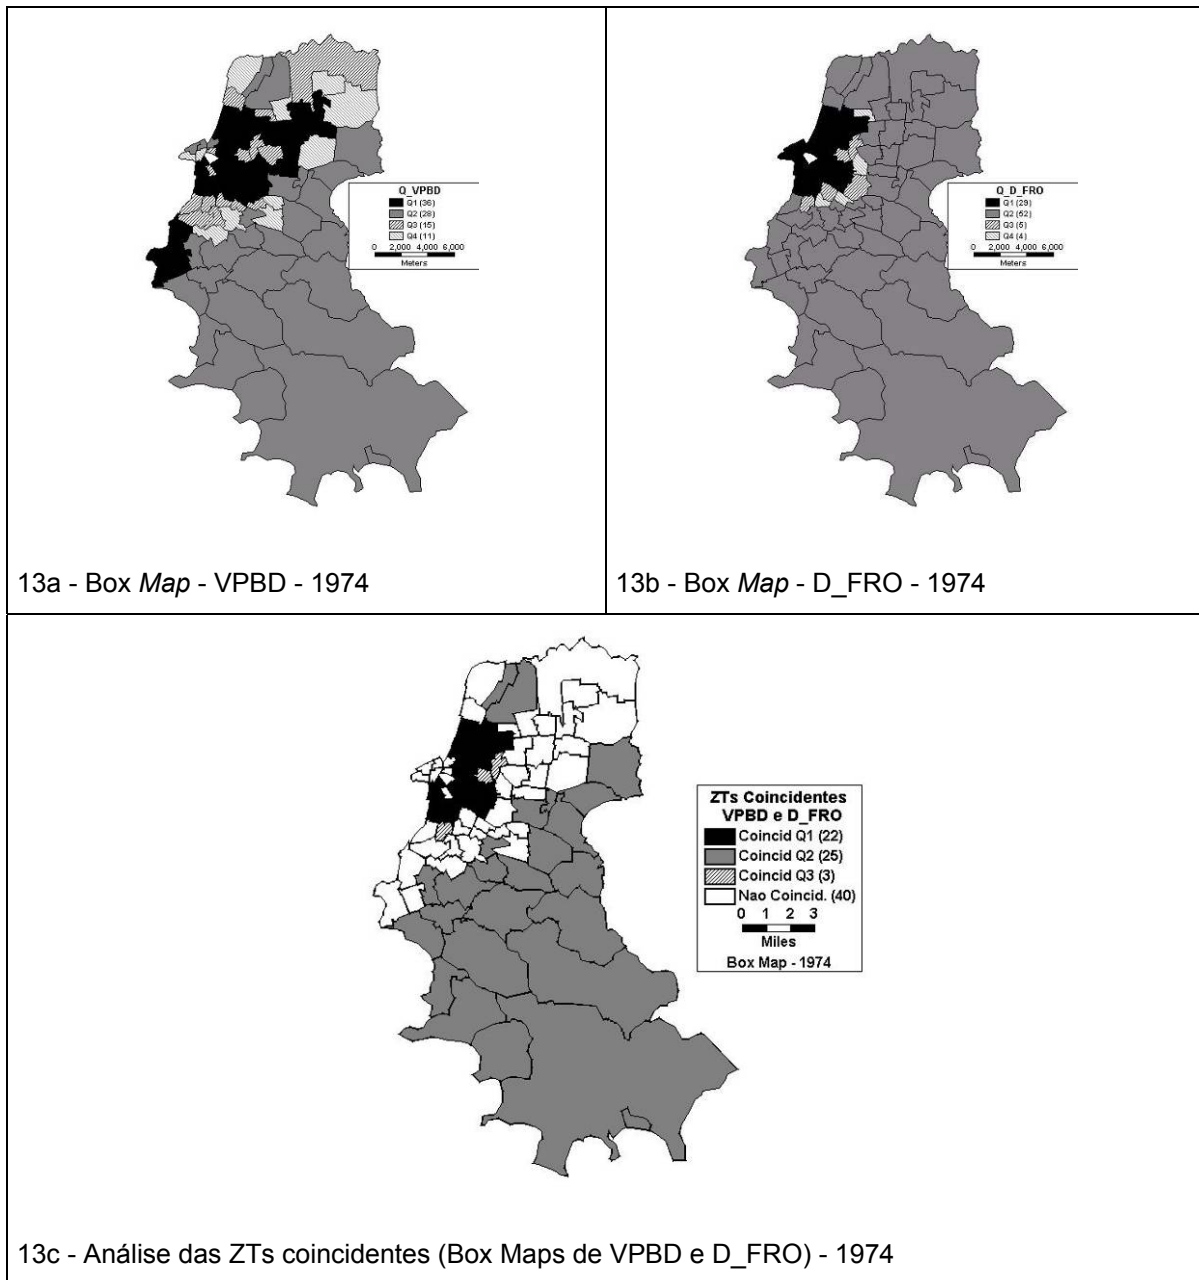 Q_VPBD
Q1 (36)
Q2 (28)
Q3 (15)
Q4 (11)
0 2,000 4,000 6,000
Meters
13a - Box Map - VPBD - 1974
Q_D_FRO
Q1 (29)
Q2 (52)
Q3 (5)
Q4 (4)
0 2,000 4,000 6,000
Meters
13b - Box Map - D_FRO - 1974
ZTs Coincidentes
VPBD e D_FRO
Coincid Q1 (22)
Coincid Q2 (25)
Coincid Q3 (3)
Nao Coincid. (40)
0 1 2 3
Miles
Box Map - 1974
13c - Análise das ZTs coincidentes (Box Maps de VPBD e D_FRO) - 1974